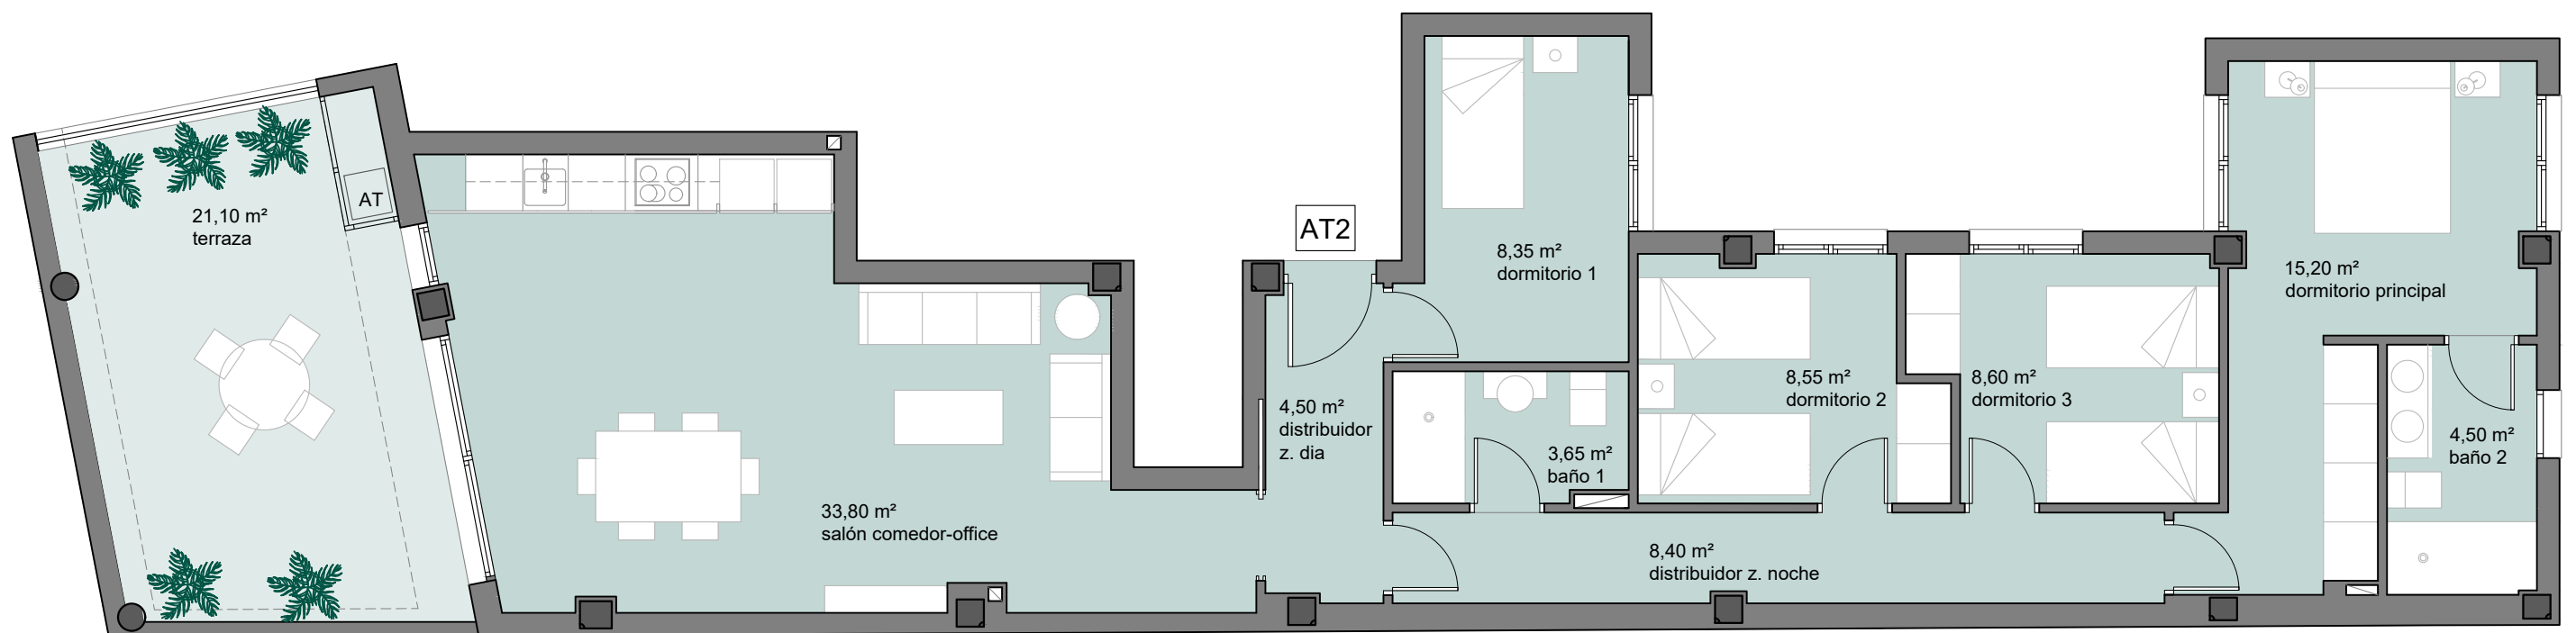 21,10 m²
terraza
AT
33,80 m²
salón comedor-office
AT2
4,50 m²
distribuidor
z. dia
8,35 m²
dormitorio 1
3,65 m²
baño 1
8,55 m²
dormitorio 2
8,60 m²
dormitorio 3
8,40 m²
distribuidor z. noche
15,20 m²
dormitorio principal
4,50 m²
baño 2